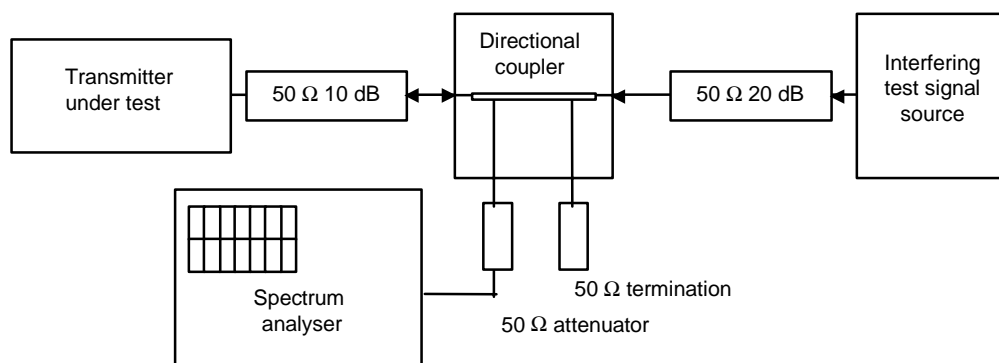 Transmitter
under test
50 Ω 10 dB
Directional
coupler
50 Ω 20 dB
Interfering
test signal
source
Spectrum
analyser
50 Ω termination
50 Ω attenuator